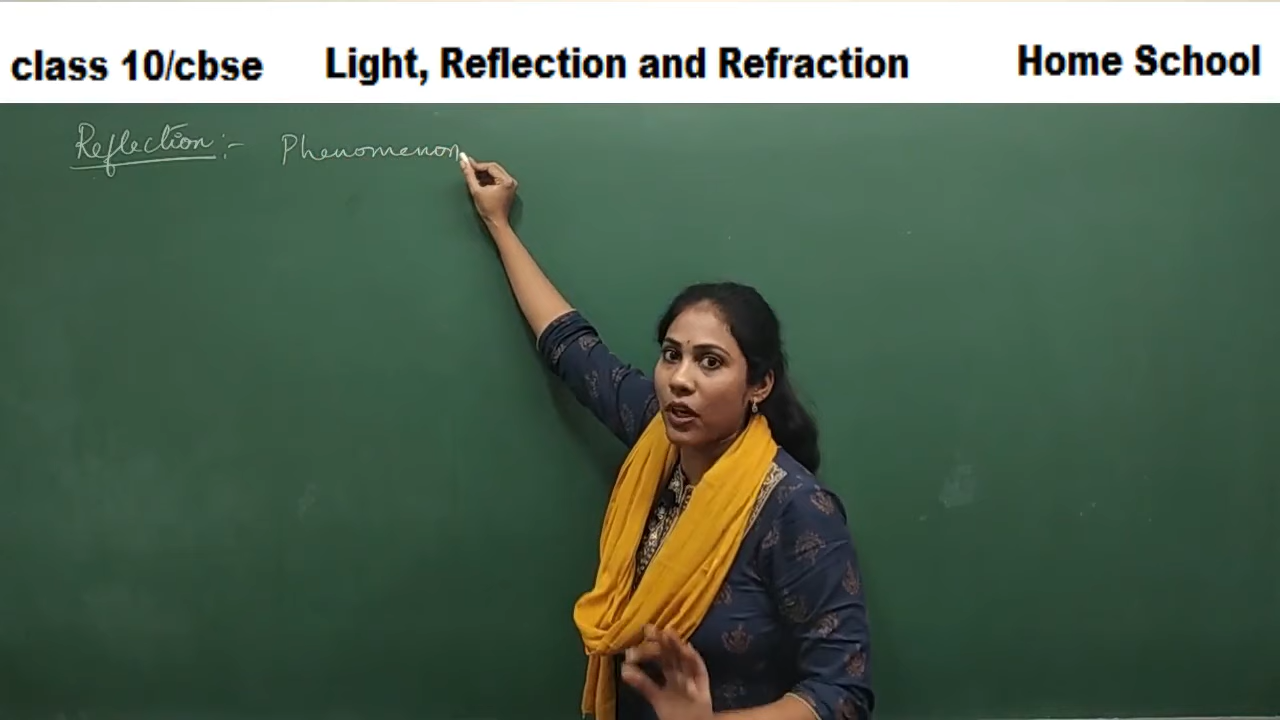 class 10/cbse Light, Reflection and Refraction Home School
Reflection :- Phenomenon